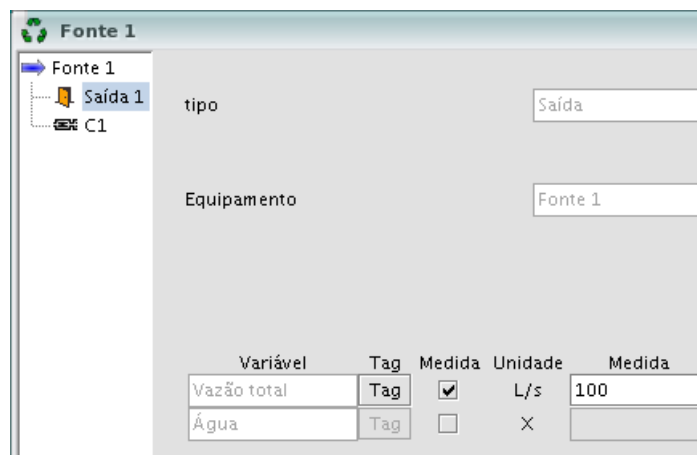 Fonte 1
Fonte 1
Saída 1
C1
tipo
Saída
Equipamento
Fonte 1
Variável Tag Medida Unidade Medida
Vazão total Tag L/s 100
Água Tag X